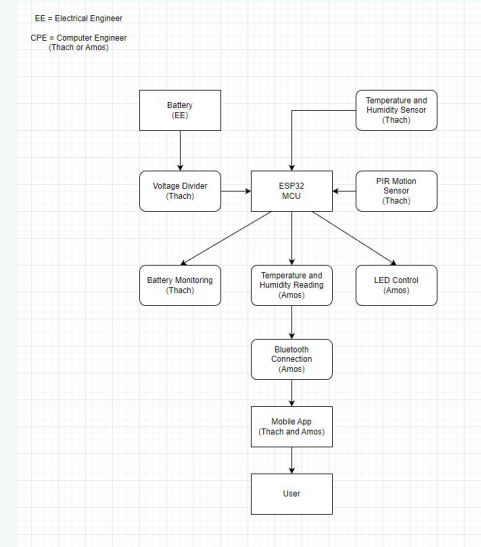 EE = Electrical Engineer
CPE = Computer Engineer
(Thach or Amos)
Battery
(EE)
Temperature and
Humidity Sensor
(Thach)
Voltage Divider
(Thach)
ESP32
MCU
PIR Motion
Sensor
(Thach)
Battery Monitoring
(Thach)
Temperature and
Humidity Reading
(Amos)
LED Control
(Amos)
Bluetooth
Connection
(Amos)
Mobile App
(Thach and Amos)
User